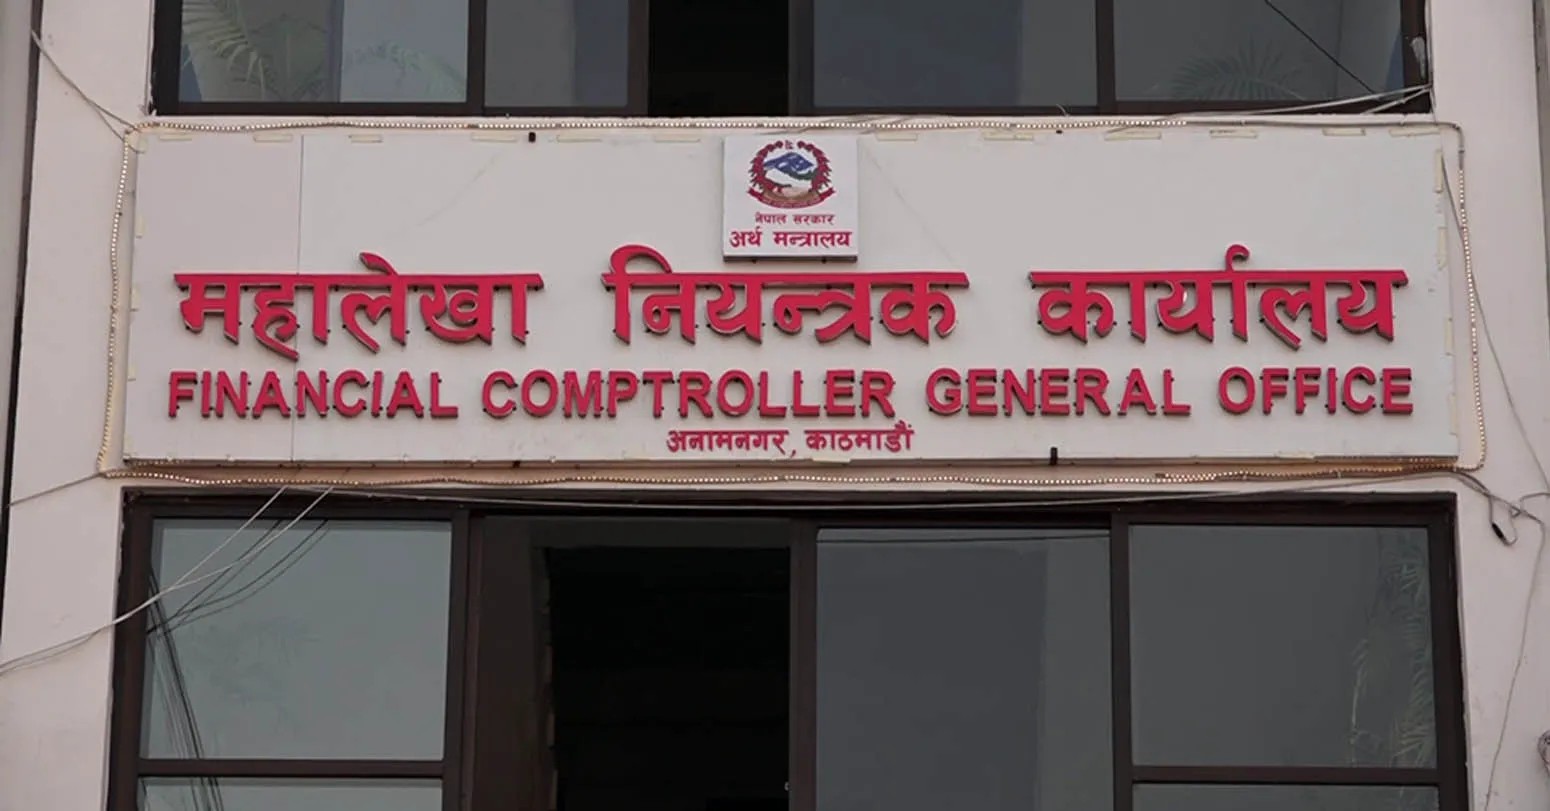 नेपाल सरकार
अर्थ मन्त्रालय
महालेखा नियन्त्रक कार्यालय
FINANCIAL COMPTROLLER GENERAL OFFICE
अनामनगर, काठमाडौं